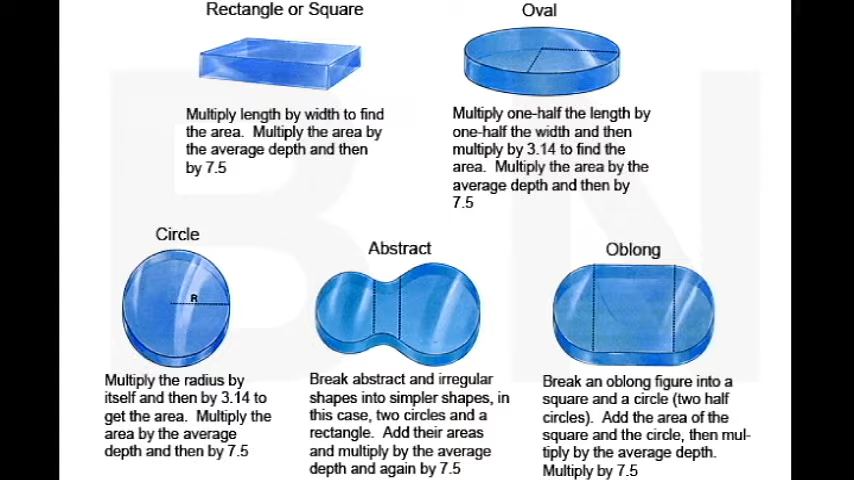 Rectangle or Square
Multiply length by width to find
the area. Multiply the area by
the average depth and then
by 7.5
Oval
Multiply one-half the length by
one-half the width and then
multiply by 3.14 to find the
area. Multiply the area by the
average depth and then by
7.5
Circle
R
Multiply the radius by
itself and then by 3.14 to
get the area. Multiply the
area by the average
depth and then by 7.5
Abstract
Break abstract and irregular
shapes into simpler shapes, in
this case, two circles and a
rectangle. Add their areas
and multiply by the average
depth and again by 7.5
Oblong
Break an oblong figure into a
square and a circle (two half
circles). Add the area of the
square and the circle, then mul-
tiply by the average depth.
Multiply by 7.5